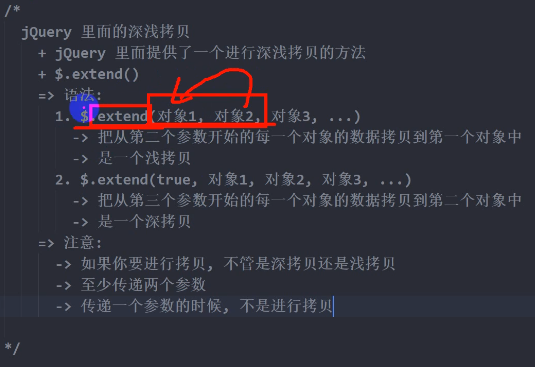 /*
jQuery 里面的深浅拷贝
+ jQuery 里面提供了一个进行深浅拷贝的方法
+ $.extend()
=> 语法:
1. $.extend(对象1, 对象2, 对象3, ...)
-> 把从第二个参数开始的每一个对象的数据拷贝到第一个对象中
-> 是一个浅拷贝
2. $.extend(true, 对象1, 对象2, 对象3, ...)
-> 把从第三个参数开始的每一个对象的数据拷贝到第二个对象中
-> 是一个深拷贝
=> 注意:
-> 如果你要进行拷贝, 不管是深拷贝还是浅拷贝
-> 至少传递两个参数
-> 传递一个参数的时候, 不是进行拷贝
*/